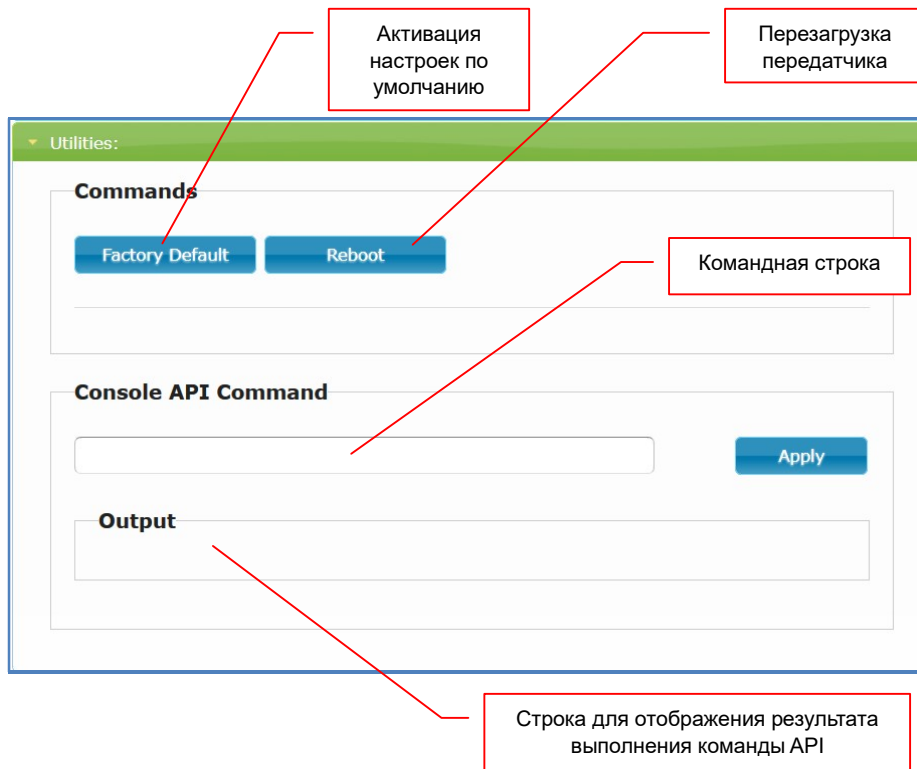 Активация
настроек по
умолчанию
Перезагрузка
передатчика
Utilities:
Commands
Factory Default
Reboot
Командная строка
Console API Command
Apply
Output
Строка для отображения результата
выполнения команды API